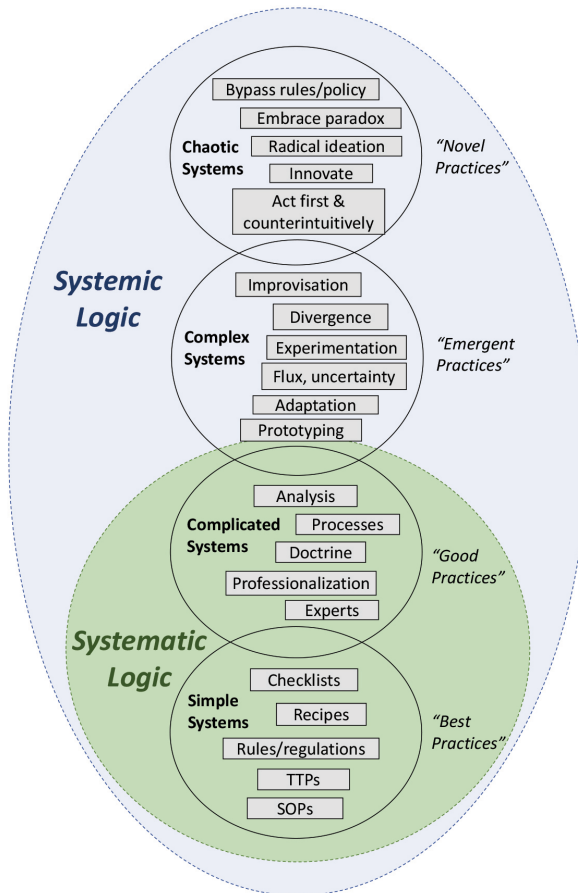 Bypass rules/policy
Embrace paradox
Chaotic
Systems
Radical ideation
Innovate
Act first &
counterintuitively
“Novel
Practices”
Systemic
Logic
Improvisation
Divergence
Complex
Systems
Experimentation
Flux, uncertainty
Adaptation
Prototyping
“Emergent
Practices”
Analysis
Complicated
Systems
Processes
Doctrine
Professionalization
Experts
“Good
Practices”
Systematic
Logic
Checklists
Simple
Systems
Recipes
Rules/regulations
TTPs
SOPs
“Best
Practices”